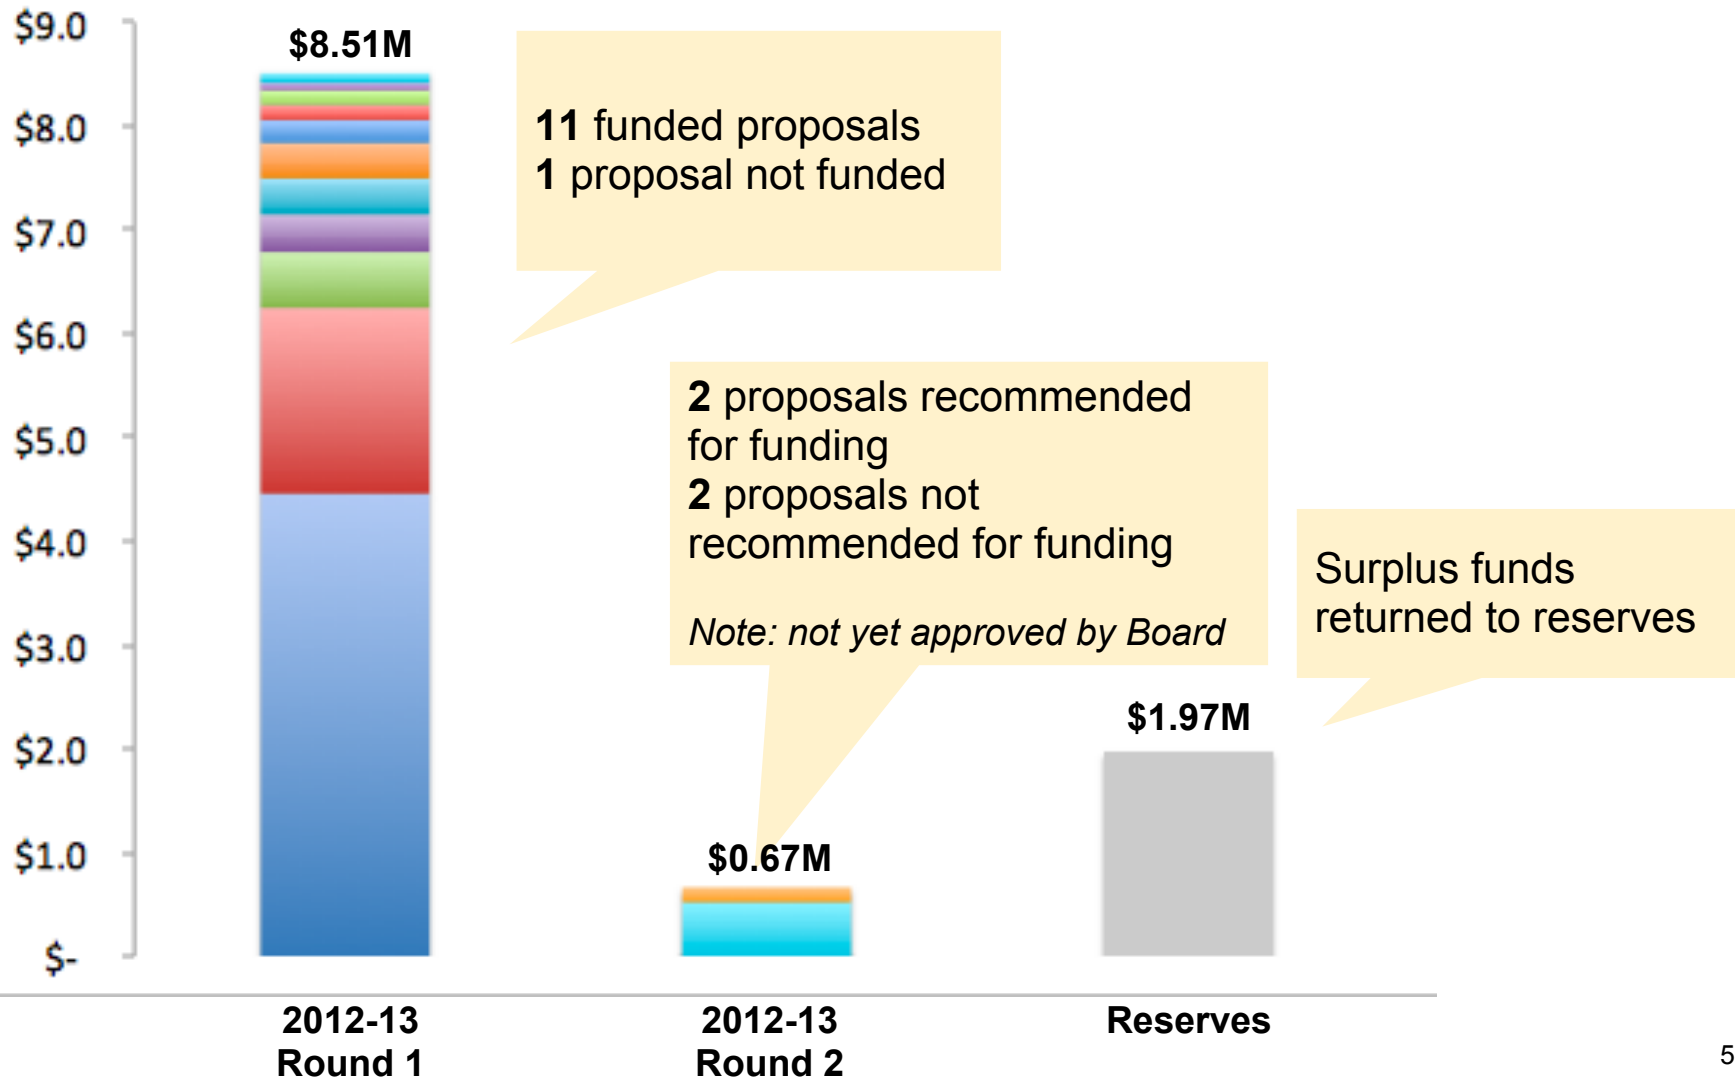 $9.0
$8.0
$7.0
$6.0
$5.0
$4.0
$3.0
$2.0
$1.0
$-
$8.51M
11 funded proposals
1 proposal not funded
2 proposals recommended
for funding
2 proposals not
recommended for funding
Note: not yet approved by Board
$0.67M
Surplus funds
returned to reserves
$1.97M
2012-13
Round 1
2012-13
Round 2
Reserves
5